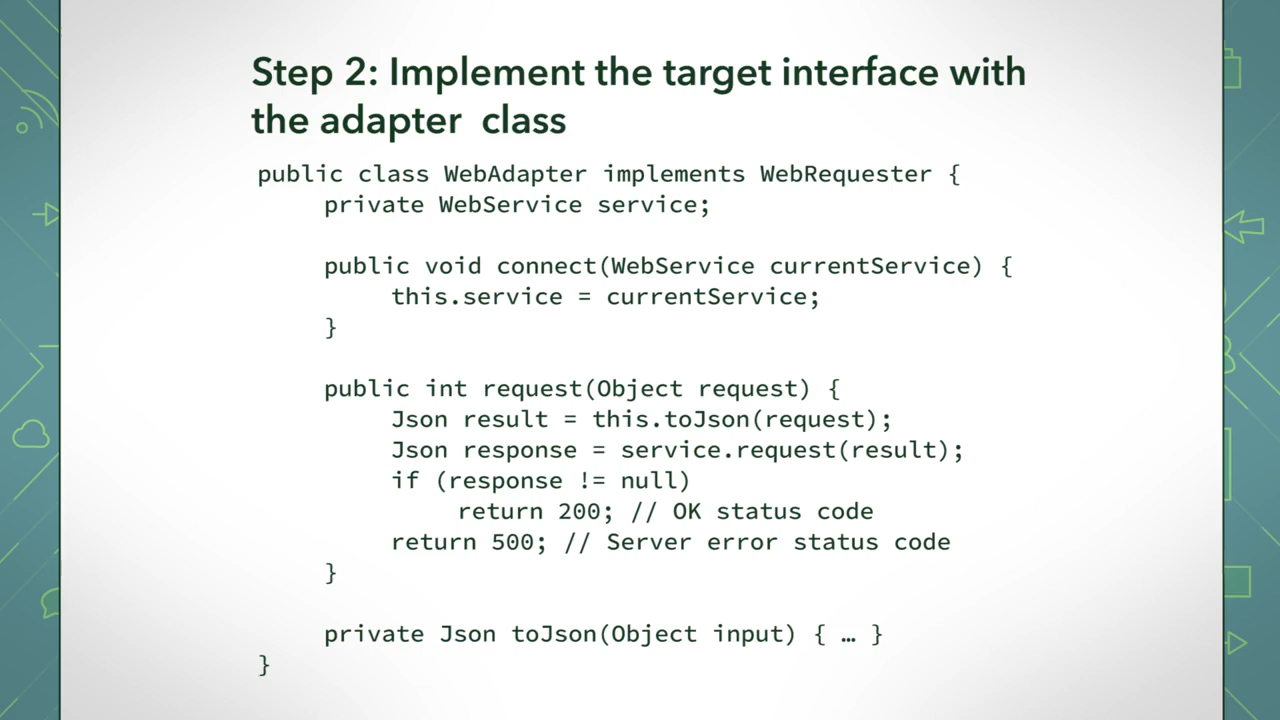 Step 2: Implement the target interface with
the adapter  class
public class WebAdapter implements WebRequester {
private WebService service;
public void connect(WebService currentService) {
this.service = currentService;
}
public int request(Object request) {
Json result = this.toJson(request);
Json response = service.request(result);
if (response != null)
return 200; // OK status code
return 500; // Server error status code
}
private Json toJson(Object input) { … }
}